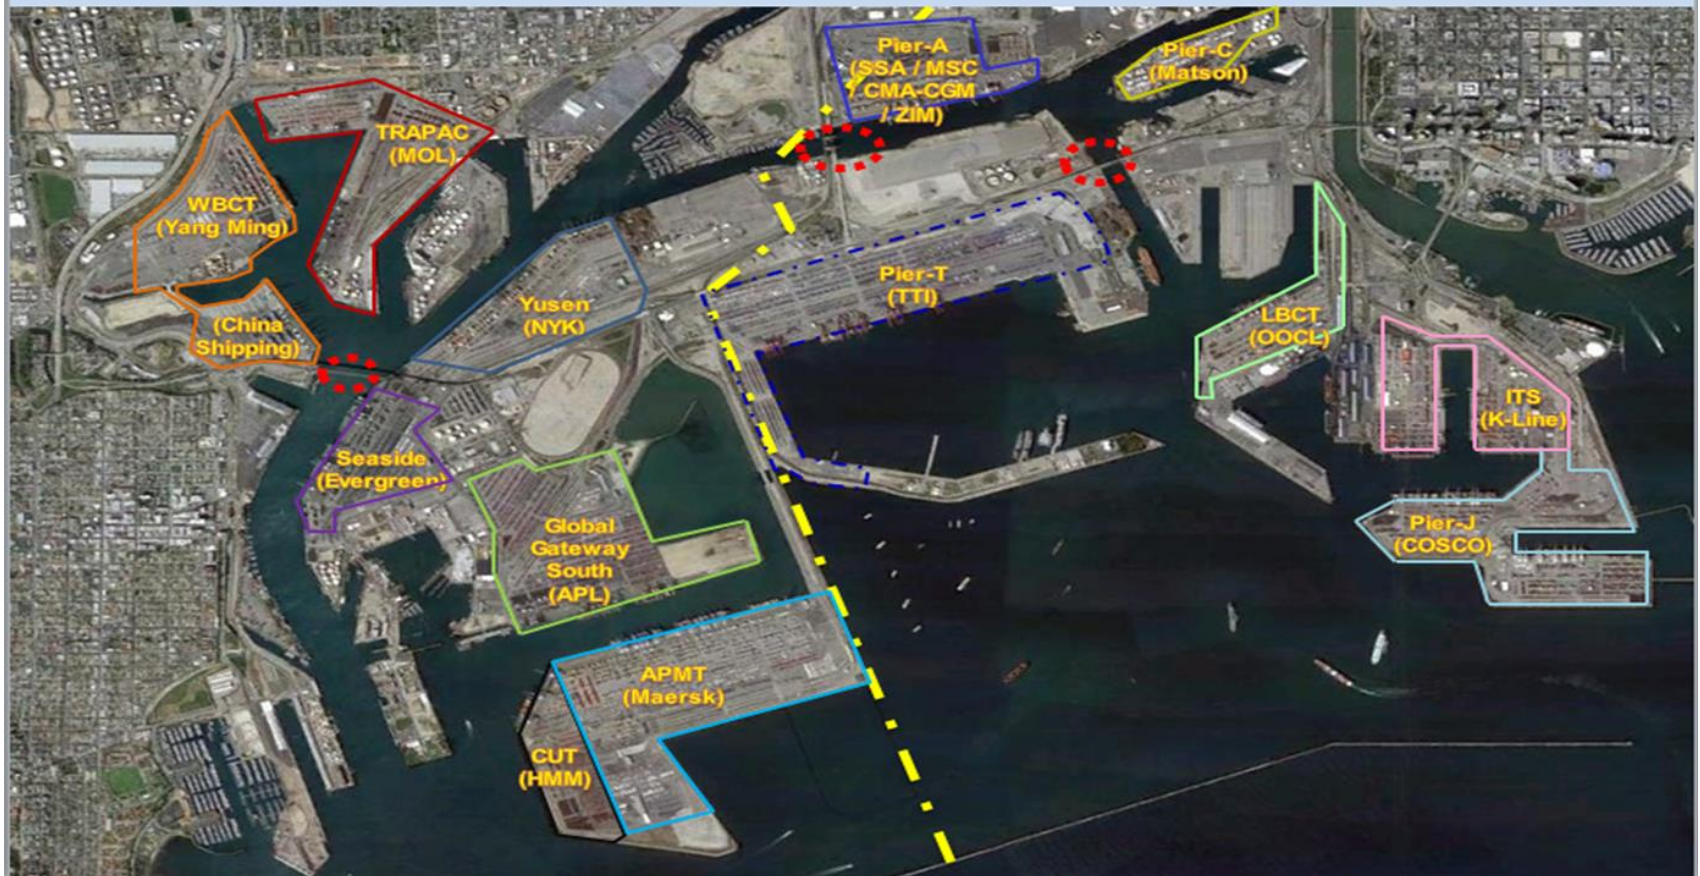 Pier-A
(SSA / MSC
/ CMA-CGM
/ ZIM)
Pier-C
(Matson)
TRAPAC
(MOL)
WBCT
(Yang Ming)
(China
Shipping)
Yusen
(NYK)
Pier-T
(TTI)
LBCT
(OOCL)
ITS
(K-Line)
Seaside
(Evergreen)
Global
Gateway
South
(APL)
Pier-J
(COSCO)
APMT
(Maersk)
CUT
(HMM)